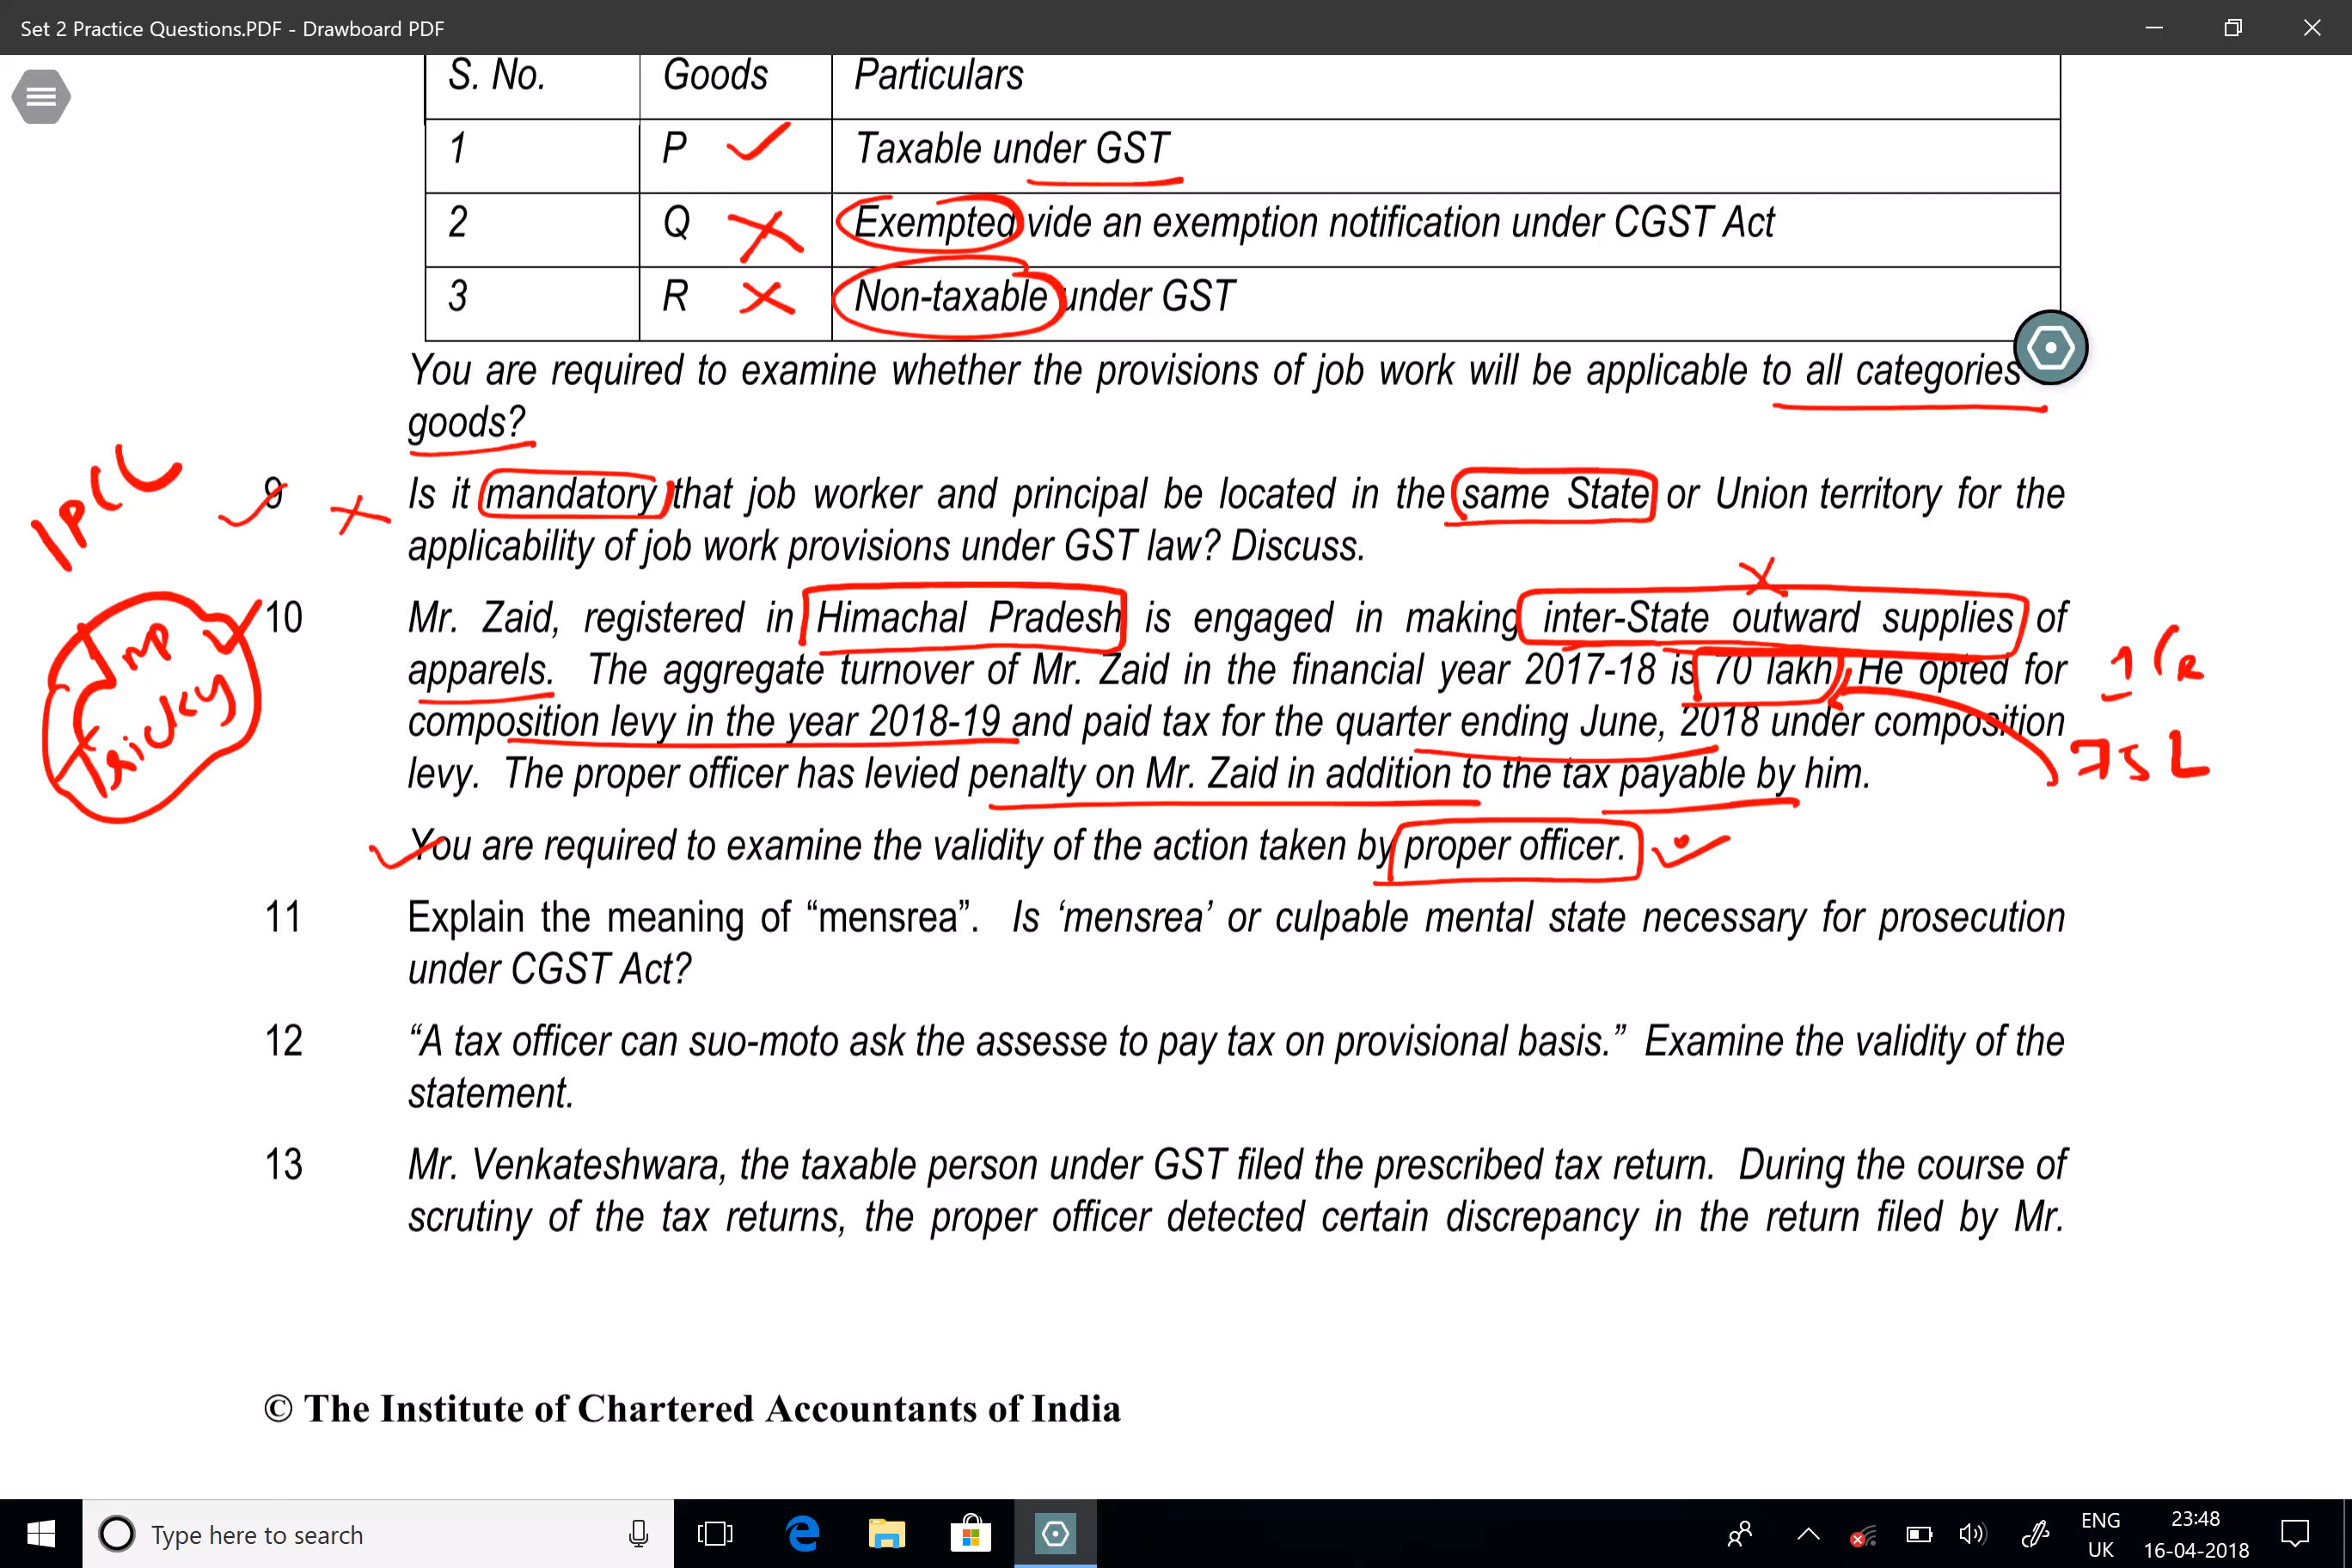 Set 2 Practice Questions.PDF - Drawboard PDF
S. No. Goods Particulars
1 P Taxable under GST
2 Q Exempted vide an exemption notification under CGST Act
3 R Non-taxable under GST
You are required to examine whether the provisions of job work will be applicable to all categories
goods?
IPCC
9 Is it mandatory that job worker and principal be located in the same State or Union territory for the
applicability of job work provisions under GST law? Discuss.
10 Mr. Zaid, registered in Himachal Pradesh is engaged in making inter-State outward supplies of
apparels. The aggregate turnover of Mr. Zaid in the financial year 2017-18 is 70 lakh. He opted for
composition levy in the year 2018-19 and paid tax for the quarter ending June, 2018 under composition
levy. The proper officer has levied penalty on Mr. Zaid in addition to the tax payable by him.
Imp
Tricky
1 Cr
75 L
You are required to examine the validity of the action taken by proper officer.
11 Explain the meaning of “mensrea”. Is ‘mensrea’ or culpable mental state necessary for prosecution
under CGST Act?
12 “A tax officer can suo-moto ask the assesse to pay tax on provisional basis.” Examine the validity of the
statement.
13 Mr. Venkateshwara, the taxable person under GST filed the prescribed tax return. During the course of
scrutiny of the tax returns, the proper officer detected certain discrepancy in the return filed by Mr.
© The Institute of Chartered Accountants of India
Type here to search
ENG
UK
23:48
16-04-2018